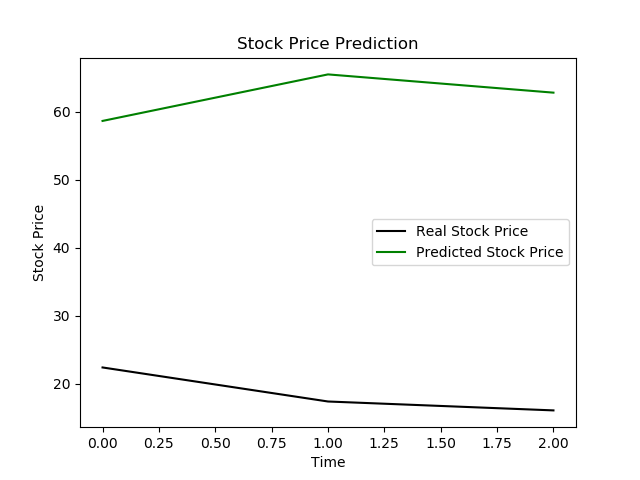 Stock Price Prediction
60
50
40
30
20
Stock Price
Real Stock Price
Predicted Stock Price
0.00 0.25 0.50 0.75 1.00 1.25 1.50 1.75 2.00
Time